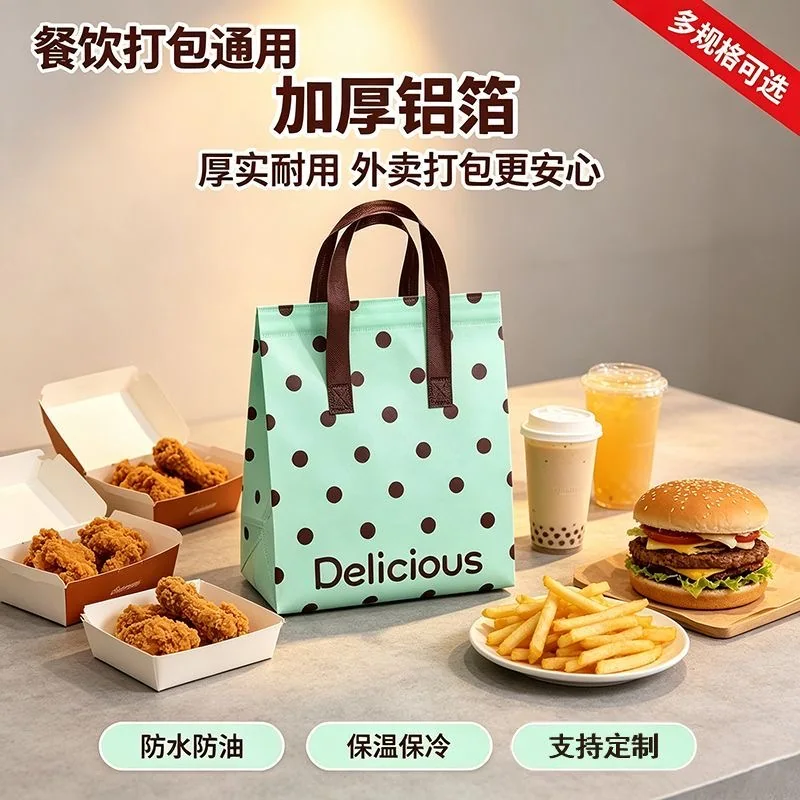 餐饮打包通用
多规格可选
加厚铝箔
厚实耐用 外卖打包更安心
Delicious
防水防油
保温保冷
支持定制